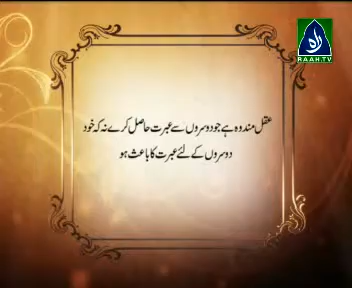 راہ
RAAH.TV
عقل مند وہ ہے جو دوسروں سے عبرت حاصل کرے نہ کہ خود
دوسروں کے لئے عبرت کا باعث ہو